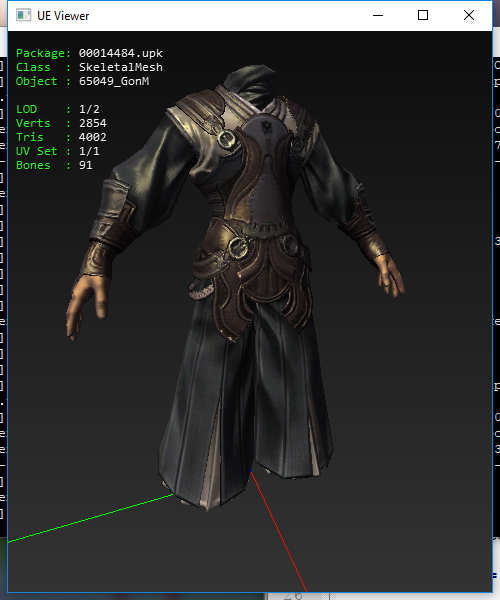 UE Viewer
Package: 00014484.upk
Class : SkeletalMesh
Object : 65049_GonM
LOD : 1/2
Verts : 2854
Tris : 4002
UV Set : 1/1
Bones : 91